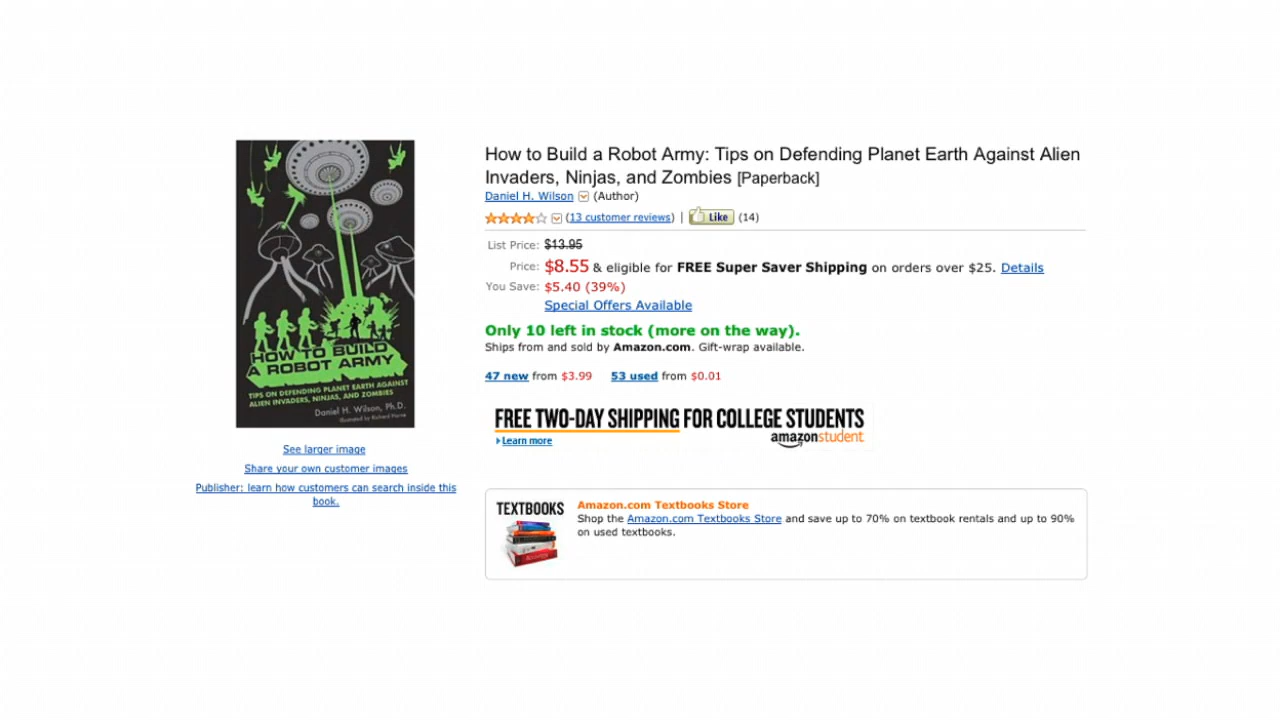 HOW TO BUILD
A ROBOT ARMY
TIPS ON DEFENDING PLANET EARTH AGAINST
ALIEN INVADERS, NINJAS, AND ZOMBIES
Daniel H. Wilson, Ph.D.
Illustrated by Richard Horne
See larger image
Share your own customer images
Publisher: learn how customers can search inside this
book.
How to Build a Robot Army: Tips on Defending Planet Earth Against Alien
Invaders, Ninjas, and Zombies [Paperback]
Daniel H. Wilson (Author)
(13 customer reviews) | Like (14)
List Price: $13.95
Price: $8.55 & eligible for FREE Super Saver Shipping on orders over $25. Details
You Save: $5.40 (39%)
Special Offers Available
Only 10 left in stock (more on the way).
Ships from and sold by Amazon.com. Gift-wrap available.
47 new from $3.99 53 used from $0.01
FREE TWO-DAY SHIPPING FOR COLLEGE STUDENTS
Learn more amazonstudent
TEXTBOOKS
Amazon.com Textbooks Store
Shop the Amazon.com Textbooks Store and save up to 70% on textbook rentals and up to 90%
on used textbooks.